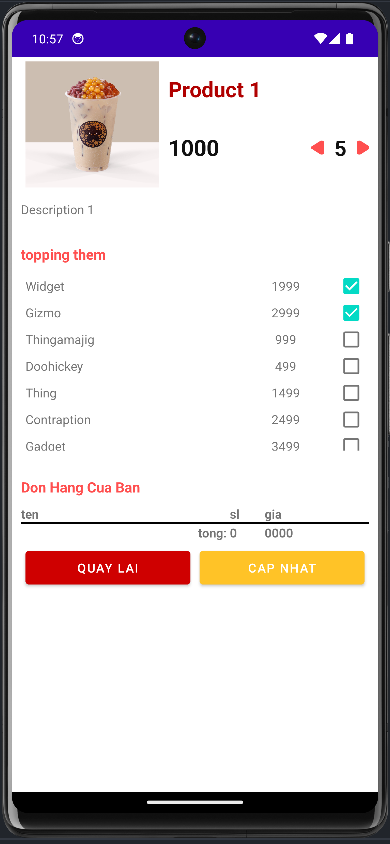 10:57
Product 1
1000 5
Description 1
topping them
Widget 1999
Gizmo 2999
Thingamajig 999
Doohickey 499
Thing 1499
Contraption 2499
Gadget 3499
Don Hang Cua Ban
ten sl gia
tong: 0 0000
QUAY LAI CAP NHAT